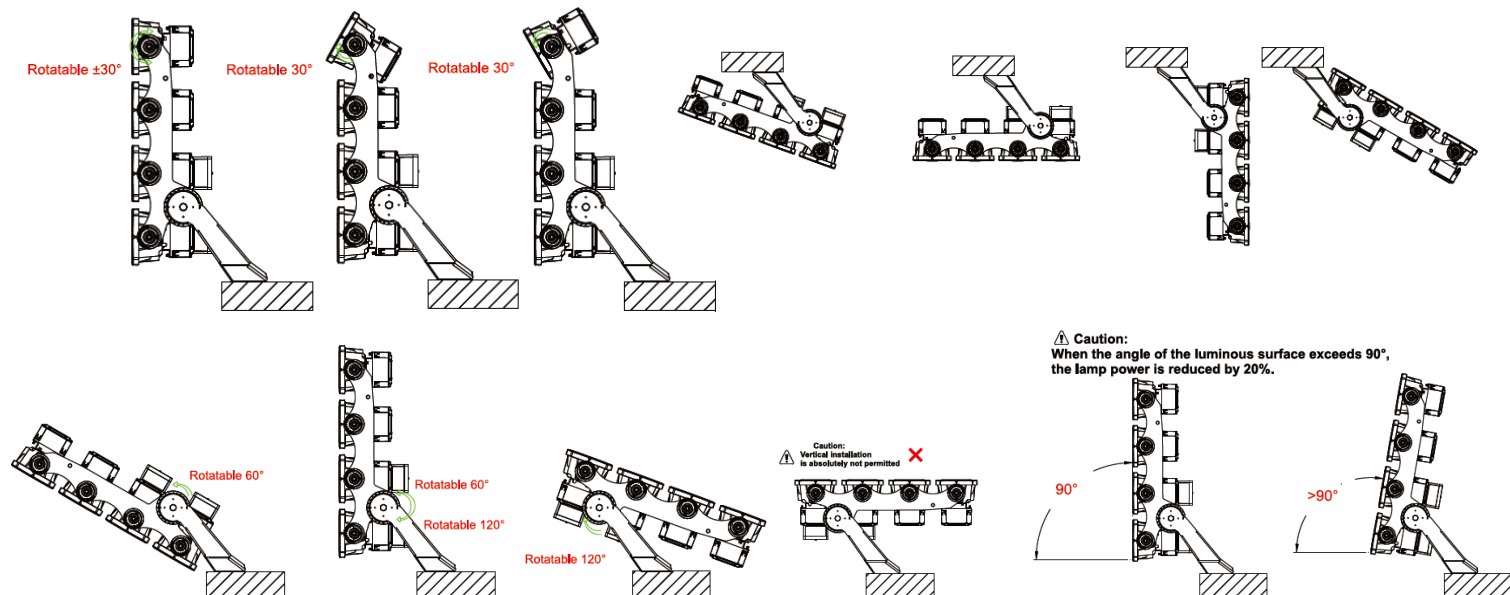 Rotatable ±30°
Rotatable 30°
Rotatable 30°
Caution:
When the angle of the luminous surface exceeds 90°,
the lamp power is reduced by 20%.
Rotatable 60°
Rotatable 60°
Rotatable 120°
Rotatable 120°
Caution:
Vertical installation
is absolutely not permitted
90°
>90°